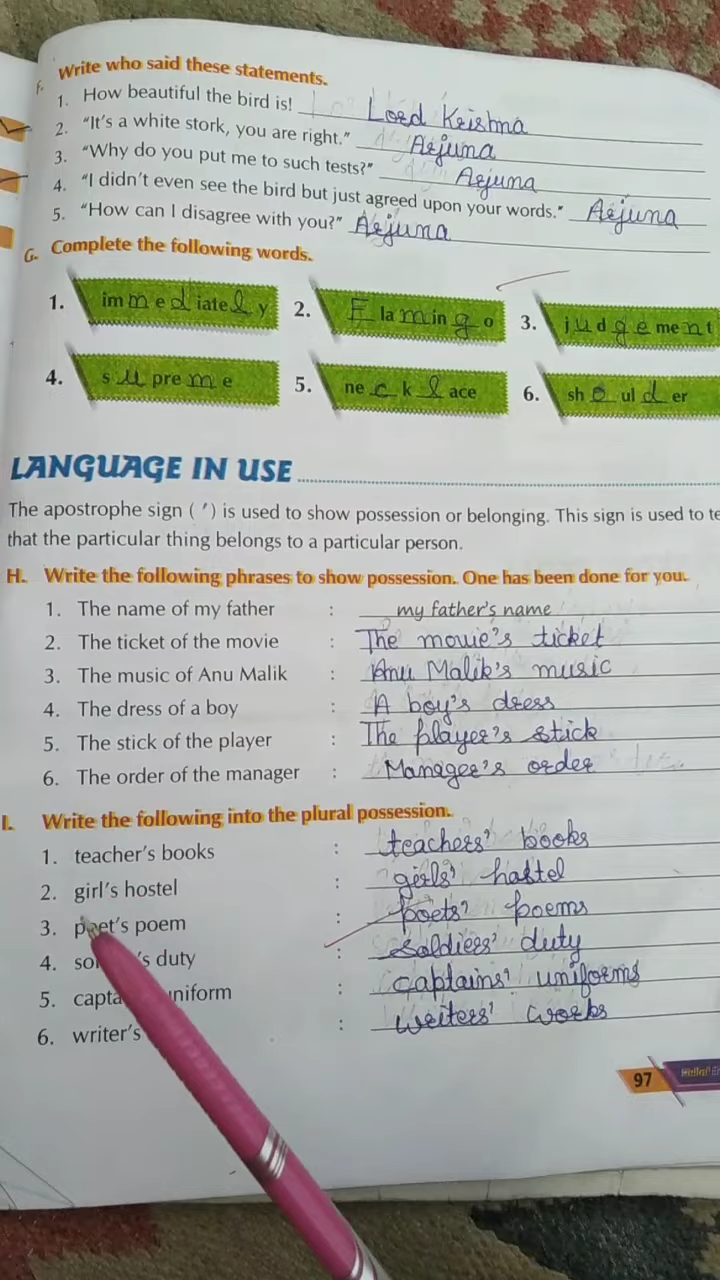 F. Write who said these statements.
1. How beautiful the bird is! Lord Krishna
2. "It's a white stork, you are right." Arjuna
3. "Why do you put me to such tests?" Arjuna
4. "I didn't even see the bird but just agreed upon your words." Arjuna
5. "How can I disagree with you?" Arjuna
G. Complete the following words.
1. immediately 2. Flamingo 3. judgement
4. supreme 5. necklace 6. shoulder
LANGUAGE IN USE
The apostrophe sign (') is used to show possession or belonging. This sign is used to
that the particular thing belongs to a particular person.
H. Write the following phrases to show possession. One has been done for you.
1. The name of my father : my father's name
2. The ticket of the movie : The movie's ticket
3. The music of Anu Malik : Anu Malik's music
4. The dress of a boy : A boy's dress
5. The stick of the player : The player's stick
6. The order of the manager : Manager's order
I. Write the following into the plural possession.
1. teacher's books : teachers' books
2. girl's hostel : girls' hostel
3. poet's poem : poets' poems
4. 's duty : soldiers' duty
5. uniform : captains' uniforms
6. writer's : writers' works
97